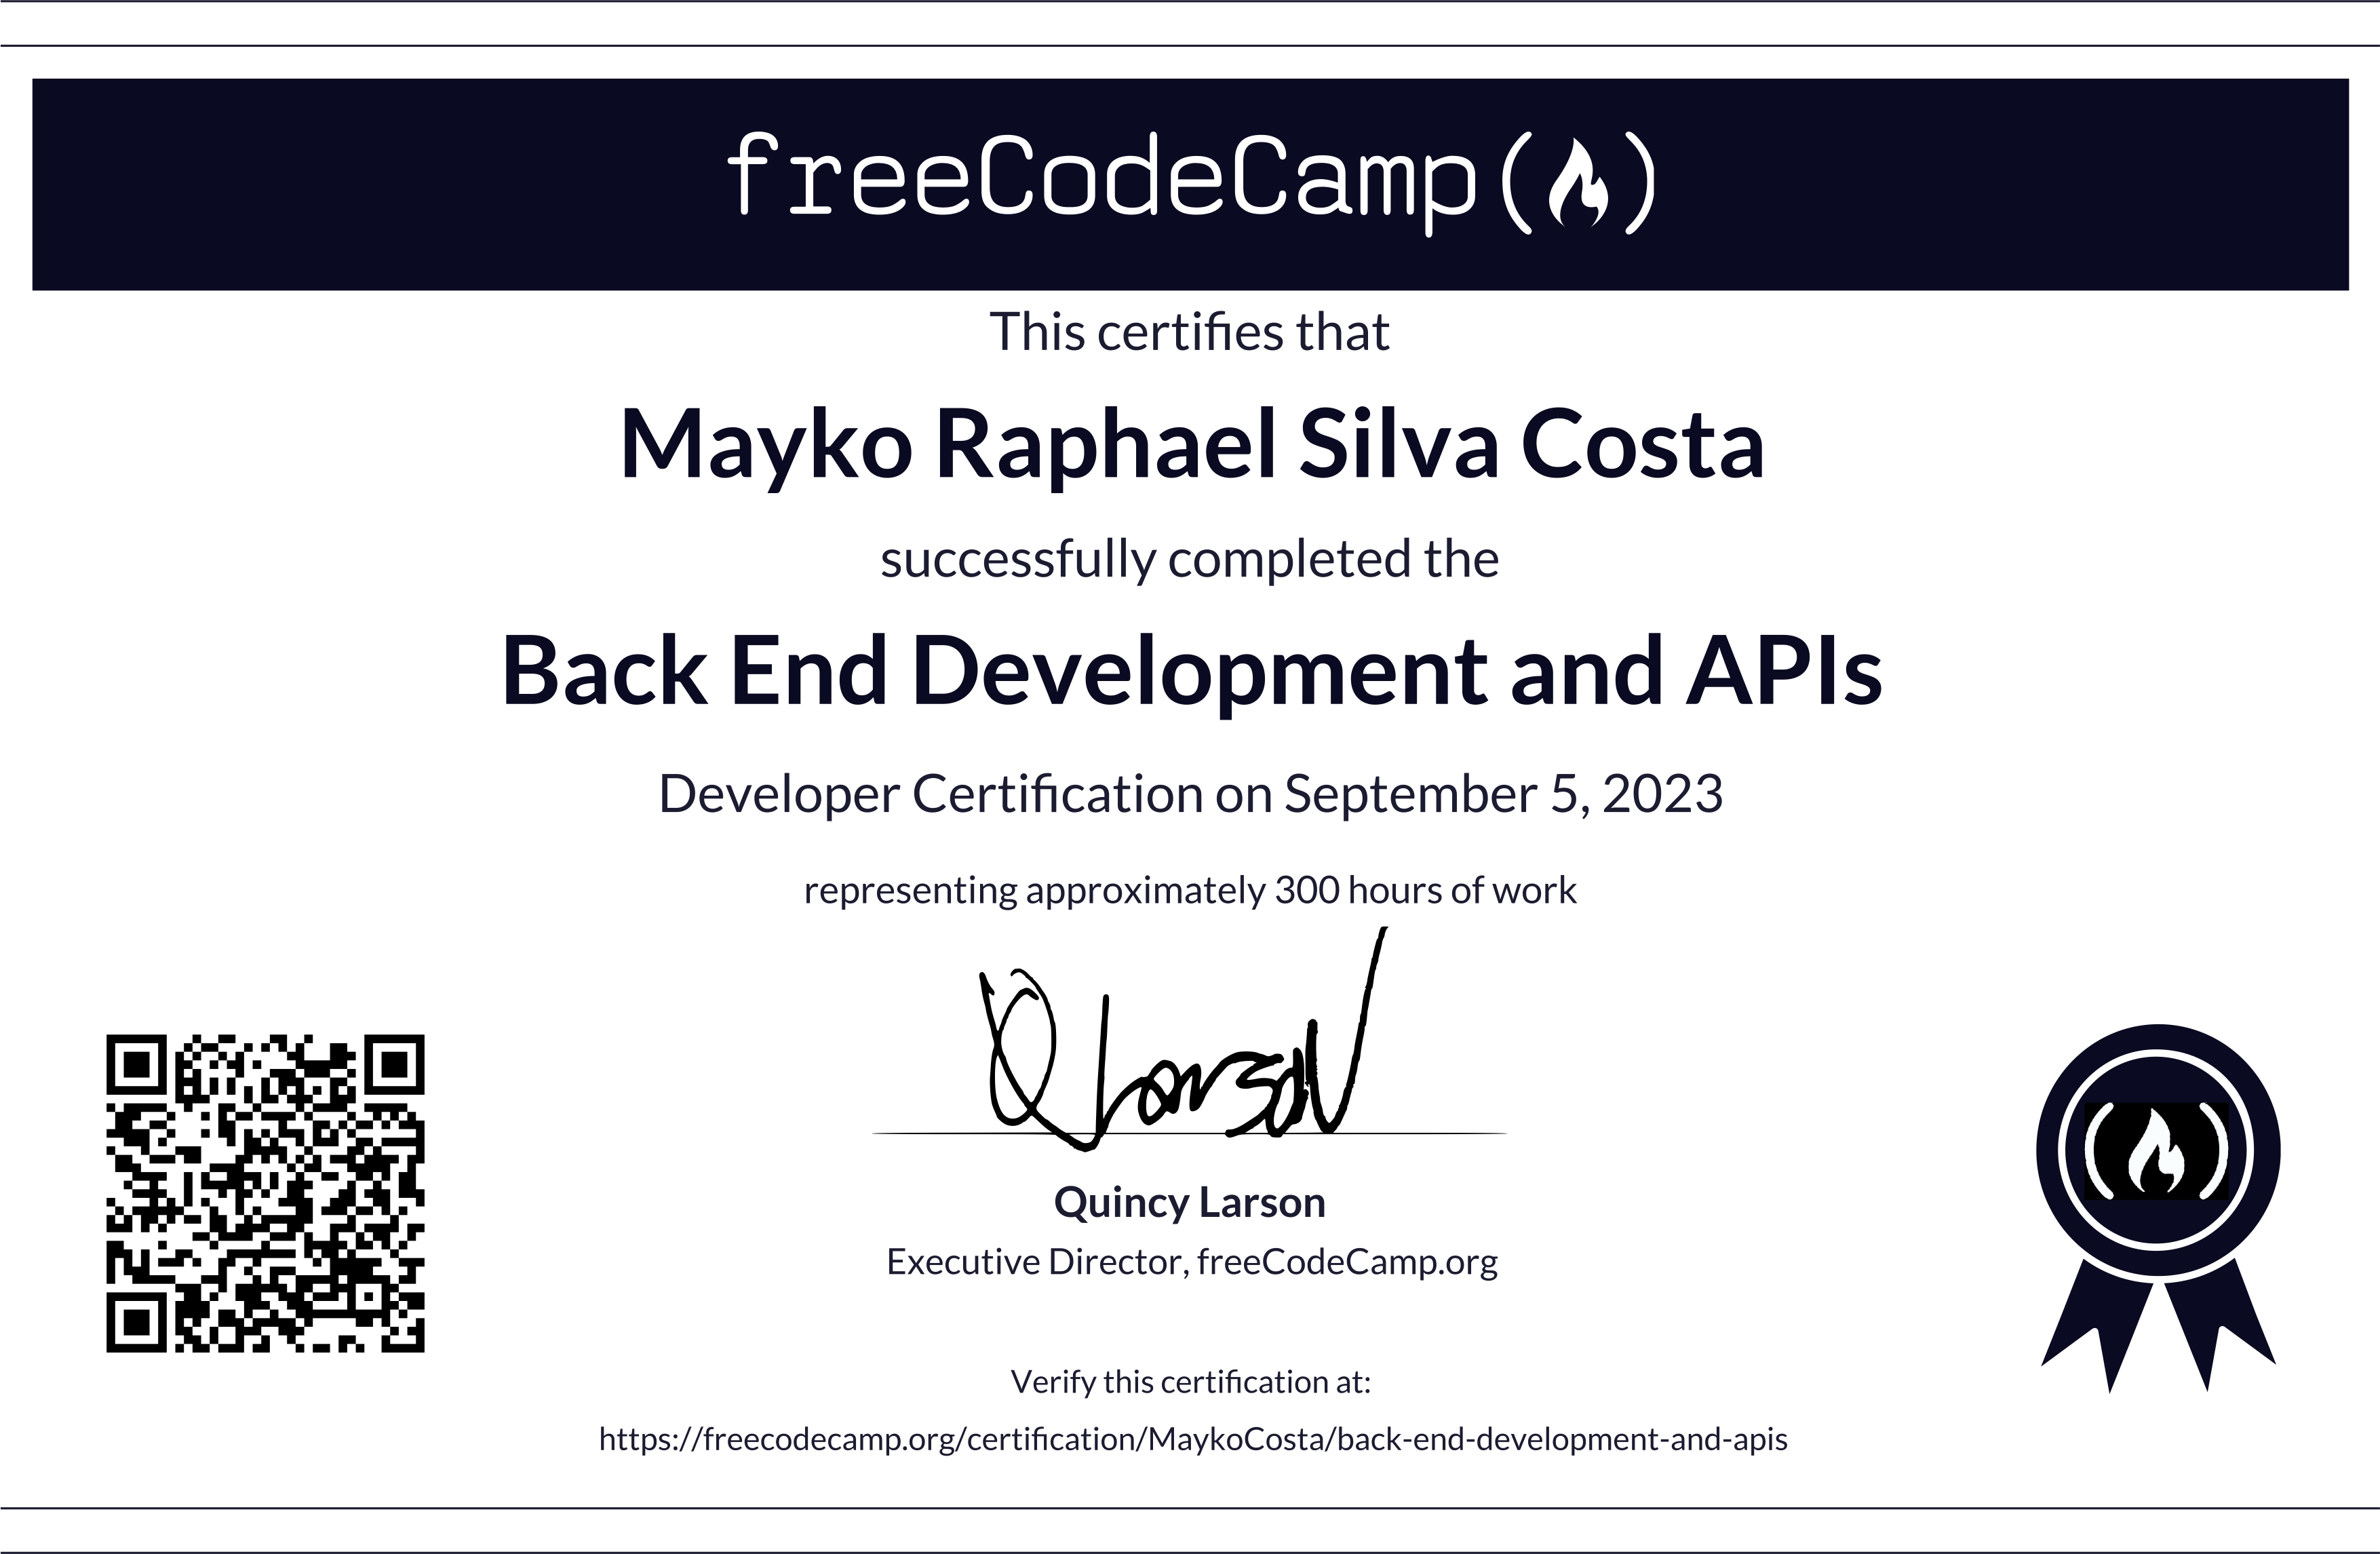 freeCodeCamp
This certifies that
Mayko Raphael Silva Costa
successfully completed the
Back End Development and APIs
Developer Certification on September 5, 2023
representing approximately 300 hours of work
Quincy Larson
Executive Director, freeCodeCamp.org
Verify this certification at:
https://freecodecamp.org/certification/MaykoCosta/back-end-development-and-apis